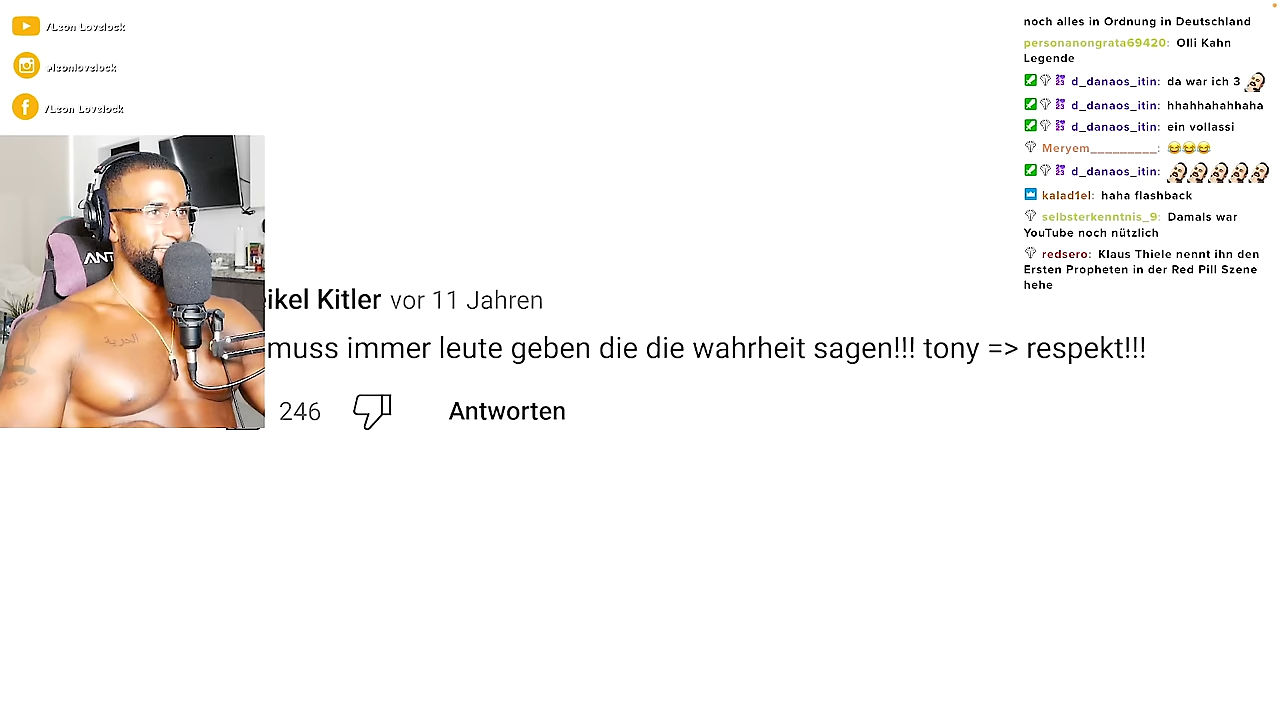 /Leon Lovelock
/leonlovelock
/Leon Lovelock
ANT
الحرية
eikel Kitler vor 11 Jahren
muss immer leute geben die die wahrheit sagen!!! tony => respekt!!!
246
Antworten
noch alles in Ordnung in Deutschland
personanongrata69420: Olli Kahn
Legende
d_danaos_itin: da war ich 3
d_danaos_itin: hhahhahahhaha
d_danaos_itin: ein vollassi
Meryem_________: 😂😂😂
d_danaos_itin:
kalad1el: haha flashback
selbsterkenntnis_9: Damals war
YouTube noch nützlich
redsero: Klaus Thiele nennt ihn den
Ersten Propheten in der Red Pill Szene
hehe